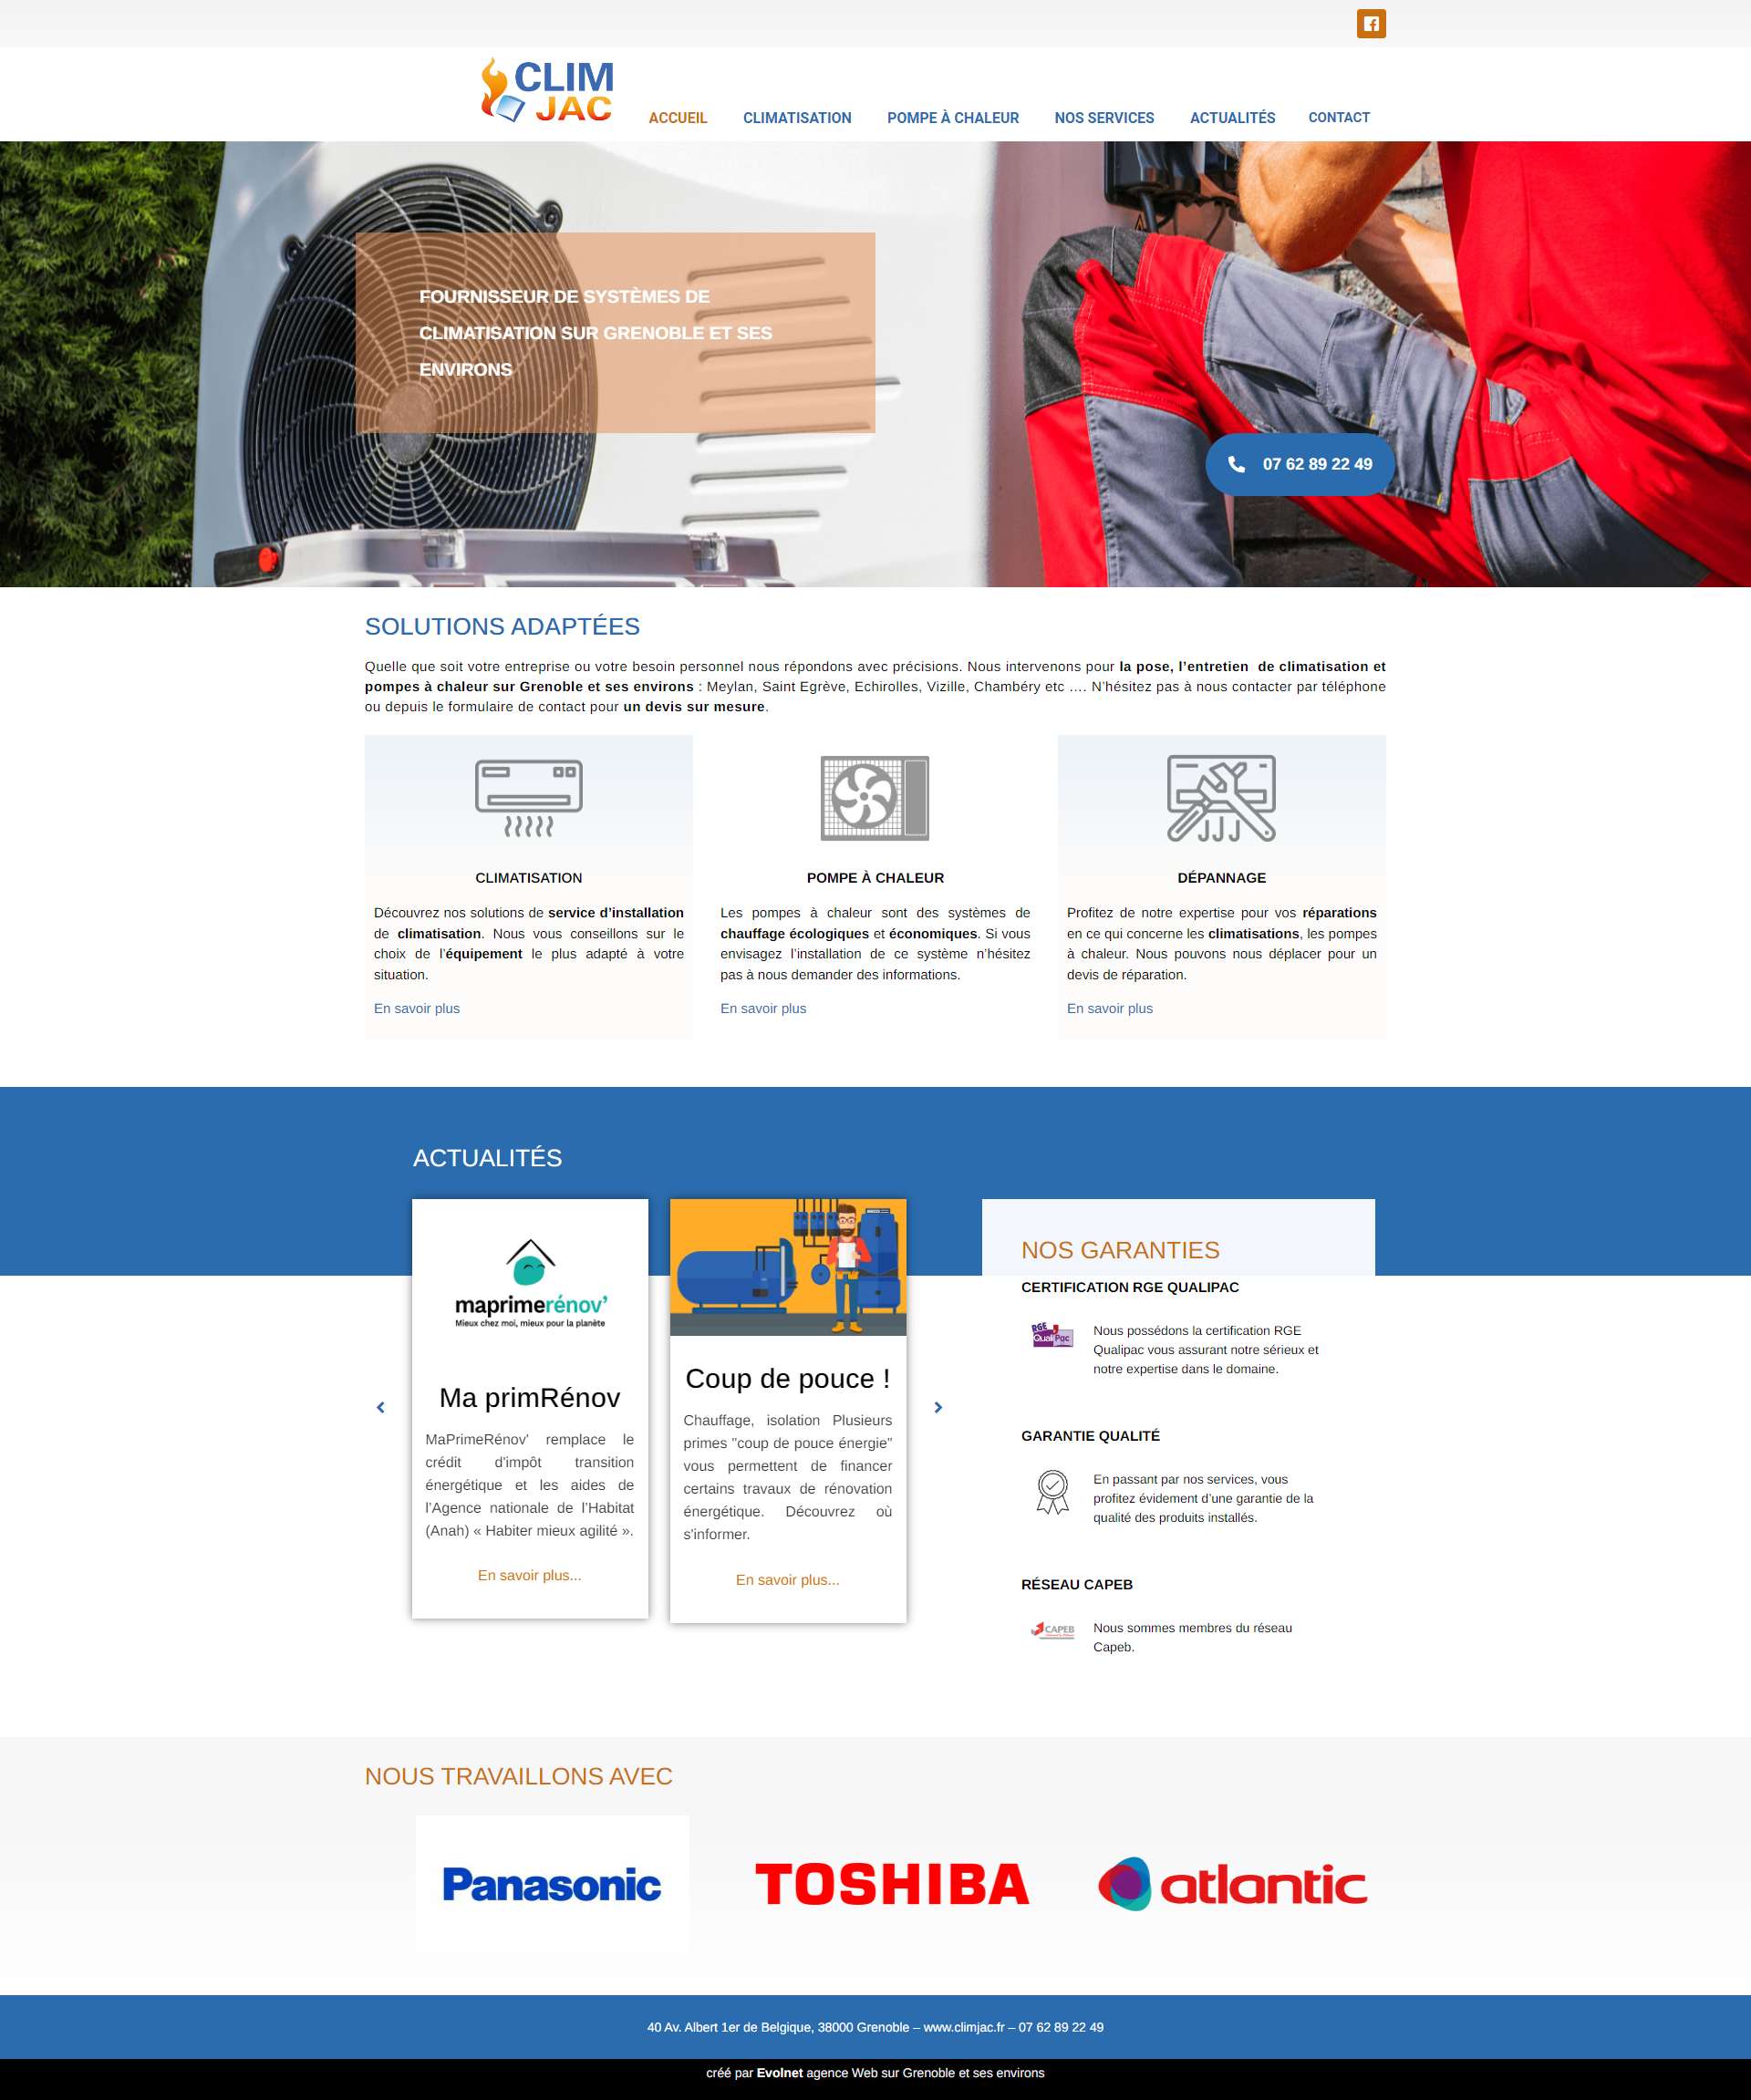 CLIM
JAC
ACCUEIL CLIMATISATION POMPE À CHALEUR NOS SERVICES ACTUALITÉS CONTACT
FOURNISSEUR DE SYSTÈMES DE
CLIMATISATION SUR GRENOBLE ET SES
ENVIRONS
07 62 89 22 49
SOLUTIONS ADAPTÉES
Quelle que soit votre entreprise ou votre besoin personnel nous répondons avec précisions. Nous intervenons pour la pose, l’entretien  de climatisation et
pompes à chaleur sur Grenoble et ses environs : Meylan, Saint Egrève, Echirolles, Vizille, Chambéry etc …. N’hésitez pas à nous contacter par téléphone
ou depuis le formulaire de contact pour un devis sur mesure.
CLIMATISATION
Découvrez nos solutions de service d’installation
de climatisation. Nous vous conseillons sur le
choix de l’équipement le plus adapté à votre
situation.
En savoir plus
POMPE À CHALEUR
Les pompes à chaleur sont des systèmes de
chauffage écologiques et économiques. Si vous
envisagez l’installation de ce système n’hésitez
pas à nous demander des informations.
En savoir plus
DÉPANNAGE
Profitez de notre expertise pour vos réparations
en ce qui concerne les climatisations, les pompes
à chaleur. Nous pouvons nous déplacer pour un
devis de réparation.
En savoir plus
ACTUALITÉS
maprimerénov’
Mieux chez moi, mieux pour la planète
Ma primRénov
MaPrimeRénov’ remplace le
crédit d'impôt transition
énergétique et les aides de
l’Agence nationale de l’Habitat
(Anah) « Habiter mieux agilité ».
En savoir plus...
Coup de pouce !
Chauffage, isolation Plusieurs
primes "coup de pouce énergie"
vous permettent de financer
certains travaux de rénovation
énergétique. Découvrez où
s'informer.
En savoir plus...
NOS GARANTIES
CERTIFICATION RGE QUALIPAC
RGE
QualiPac
Nous possédons la certification RGE
Qualipac vous assurant notre sérieux et
notre expertise dans le domaine.
GARANTIE QUALITÉ
En passant par nos services, vous
profitez évidement d’une garantie de la
qualité des produits installés.
RÉSEAU CAPEB
CAPEB
Nous sommes membres du réseau
Capeb.
NOUS TRAVAILLONS AVEC
Panasonic
TOSHIBA
atlantic
40 Av. Albert 1er de Belgique, 38000 Grenoble – www.climjac.fr – 07 62 89 22 49
créé par Evolnet agence Web sur Grenoble et ses environs